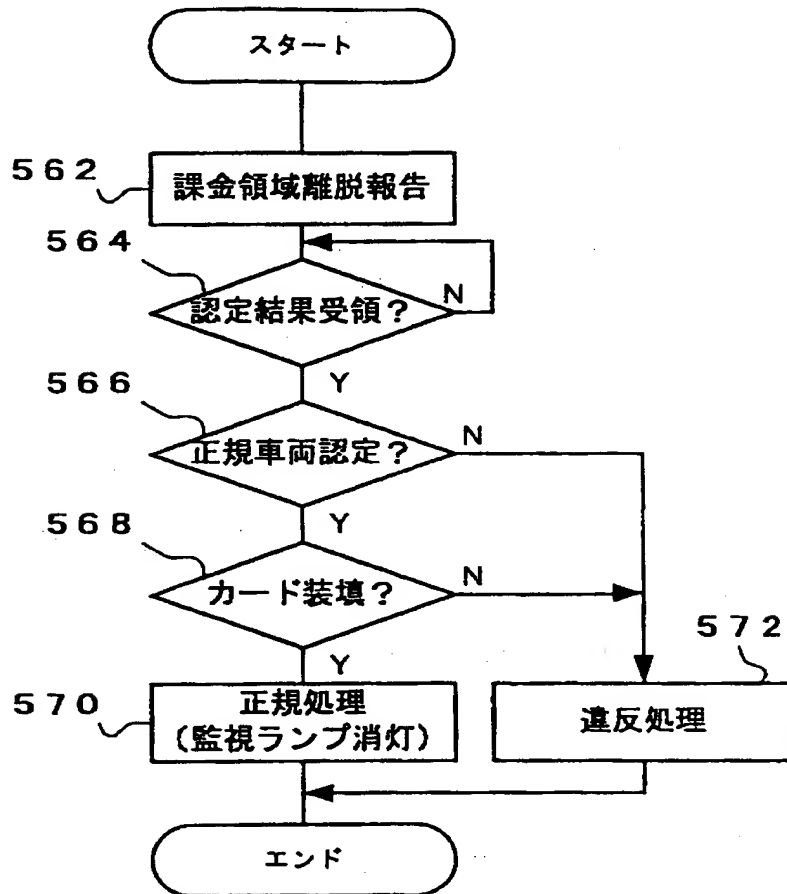 スタート
562
課金領域離脱報告
564
認定結果受領?
N
Y
566
正規車両認定?
N
Y
568
カード装填?
N
Y
572
570
正規処理
(監視ランプ消灯)
違反処理
エンド